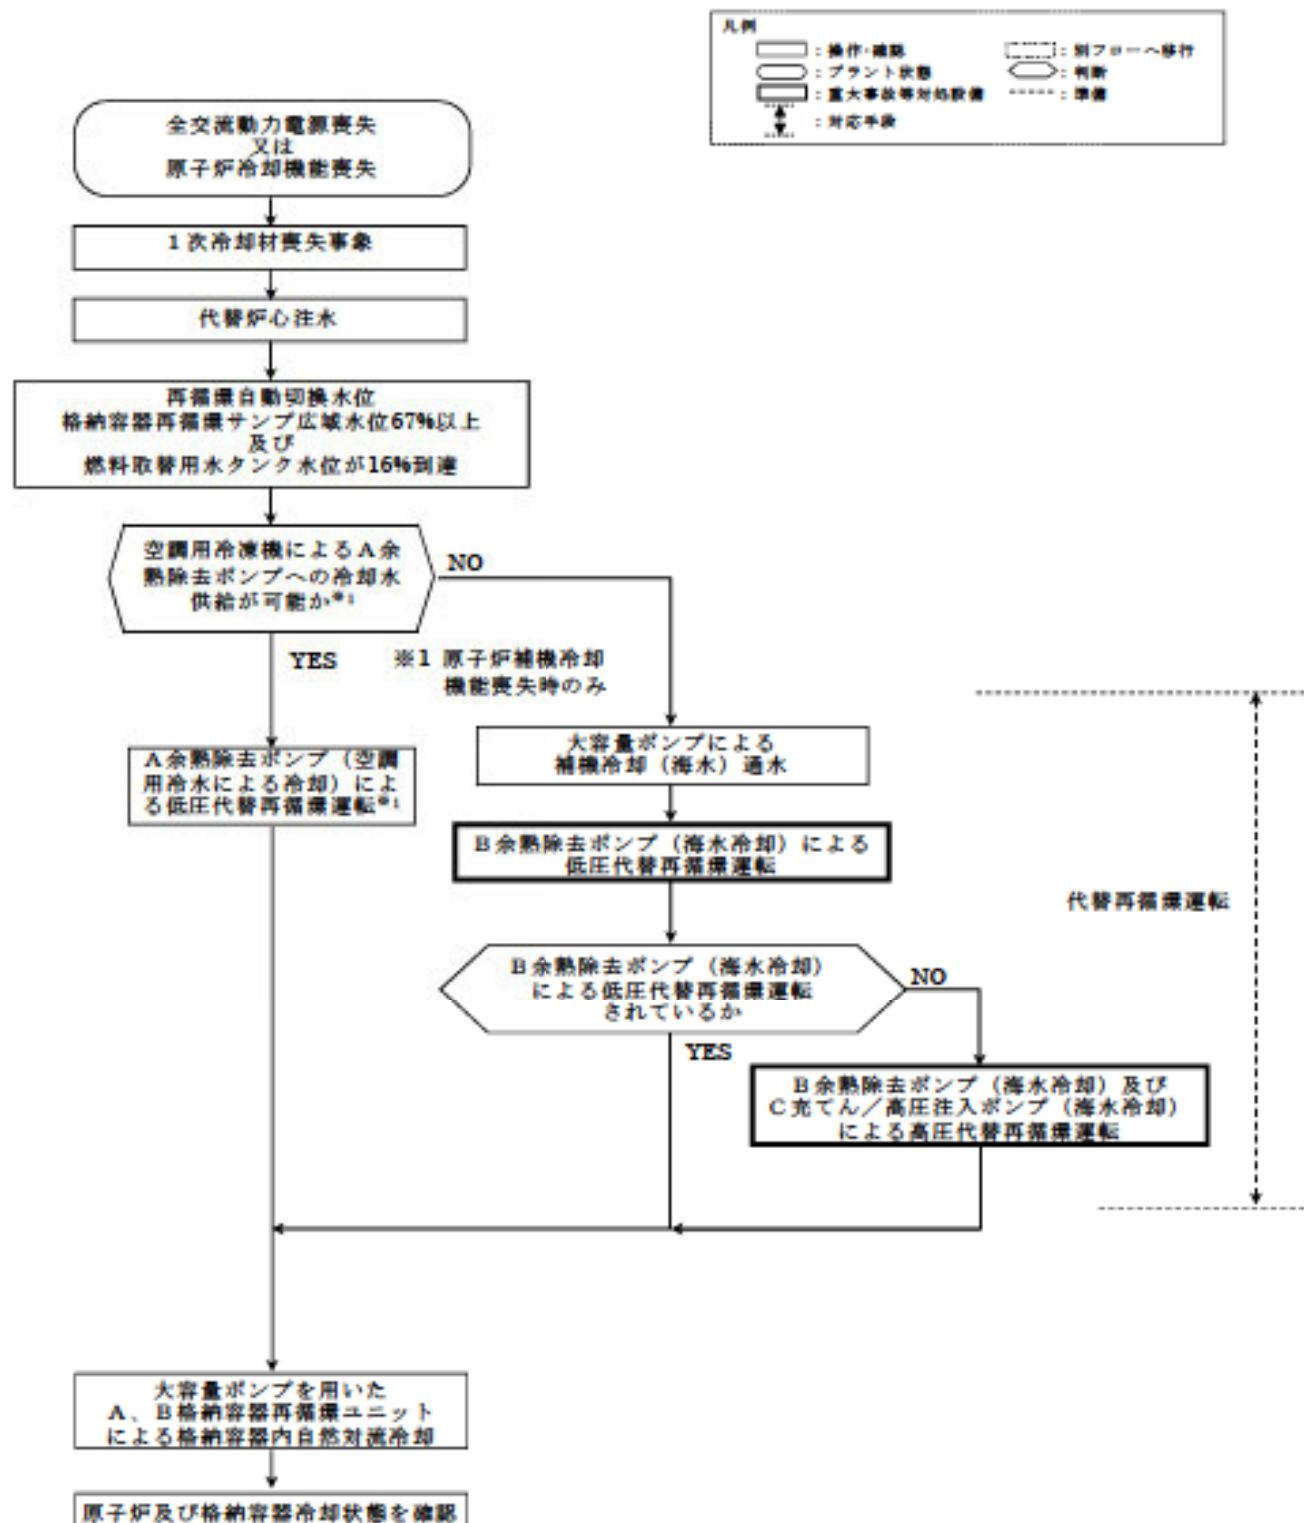 凡例
：操作・確認
：別フローへ移行
：プラント状態
：判断
：重大事故等対処設備
：準備
：対応手段
全交流動力電源喪失
又は
原子炉冷却機能喪失
1次冷却材喪失事象
代替炉心注水
再循環自動切換水位
格納容器再循環サンプ広域水位67%以上
及び
燃料取替用水タンク水位が16%到達
空調用冷凍機によるA余
熱除去ポンプへの冷却水
供給が可能か※1
NO
YES
※1 原子炉補機冷却
機能喪失時のみ
A余熱除去ポンプ（空調
用冷水による冷却）によ
る低圧代替再循環運転※1
大容量ポンプによる
補機冷却（海水）通水
B余熱除去ポンプ（海水冷却）による
低圧代替再循環運転
代替再循環運転
B余熱除去ポンプ（海水冷却）
による低圧代替再循環運転
されているか
NO
YES
B余熱除去ポンプ（海水冷却）及び
C充てん／高圧注入ポンプ（海水冷却）
による高圧代替再循環運転
大容量ポンプを用いた
A、B格納容器再循環ユニット
による格納容器内自然対流冷却
原子炉及び格納容器冷却状態を確認